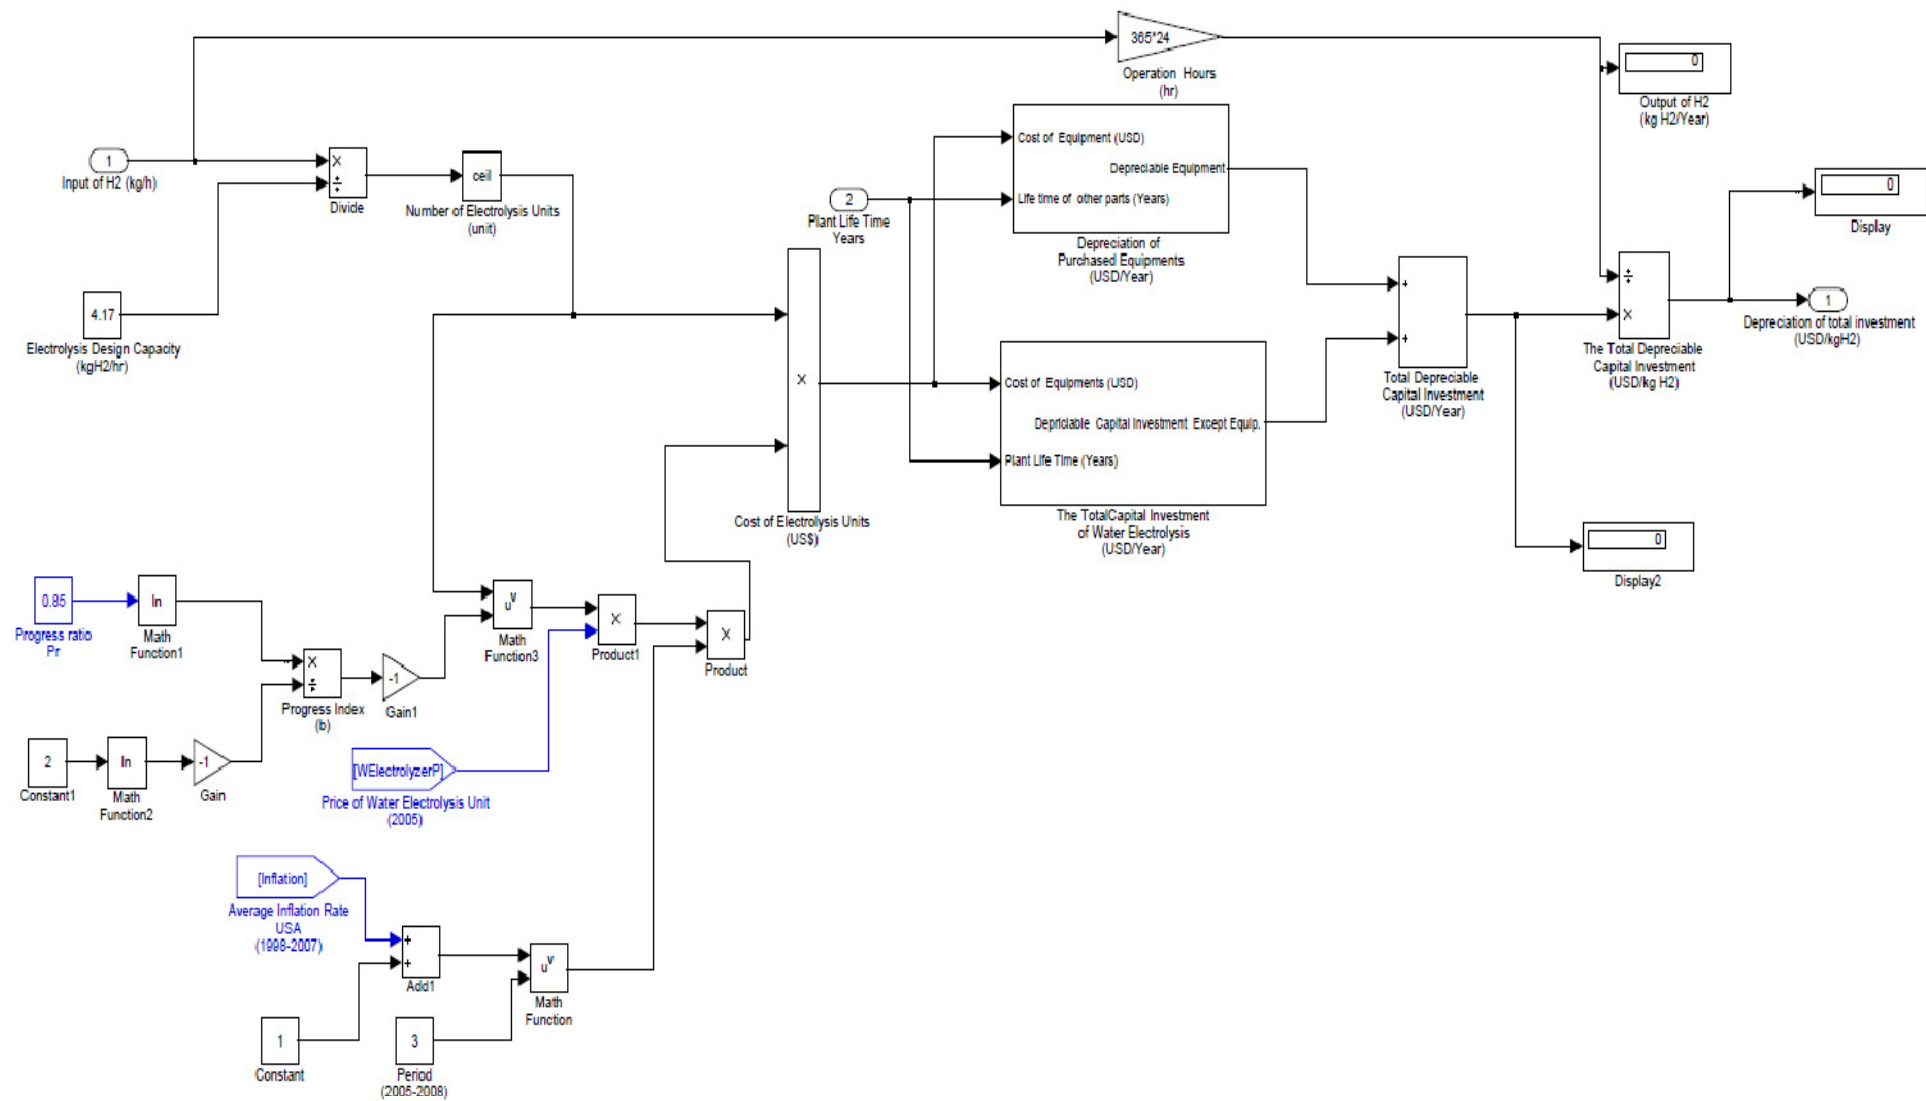 365*24
Operation Hours
(hr)
0
Output of H2
(kg H2/Year)
1
Input of H2 (kg/h)
X
÷
Divide
ceil
Number of Electrolysis Units
(unit)
4.17
Electrolysis Design Capacity
(kgH2/hr)
2
Plant Life Time
Years
Cost of Equipment (USD)
Depreciable Equipment
Life time of other parts (Years)
Depreciation of
Purchased Equipments
(USD/Year)
X
Cost of Electrolysis Units
(US$)
Cost of Equipments (USD)
Depriciable Capital Investment Except Equip.
Plant Life Time (Years)
The TotalCapital Investment
of Water Electrolysis
(USD/Year)
+
+
Total Depreciable
Capital Investment
(USD/Year)
÷
X
The Total Depreciable
Capital Investment
(USD/kg H2)
0
Display
1
Depreciation of total investment
(USD/kgH2)
0
Display2
0.85
Progress ratio
Pr
ln
Math
Function1
X
÷
Progress Index
(b)
-1
Gain1
2
Constant1
ln
Math
Function2
-1
Gain
u^v
Math
Function3
X
Product1
X
Product
[WElectrolyzerP]
Price of Water Electrolysis Unit
(2005)
[Inflation]
Average Inflation Rate
USA
(1998-2007)
+
+
Add1
u^v
Math
Function
1
Constant
3
Period
(2005-2008)